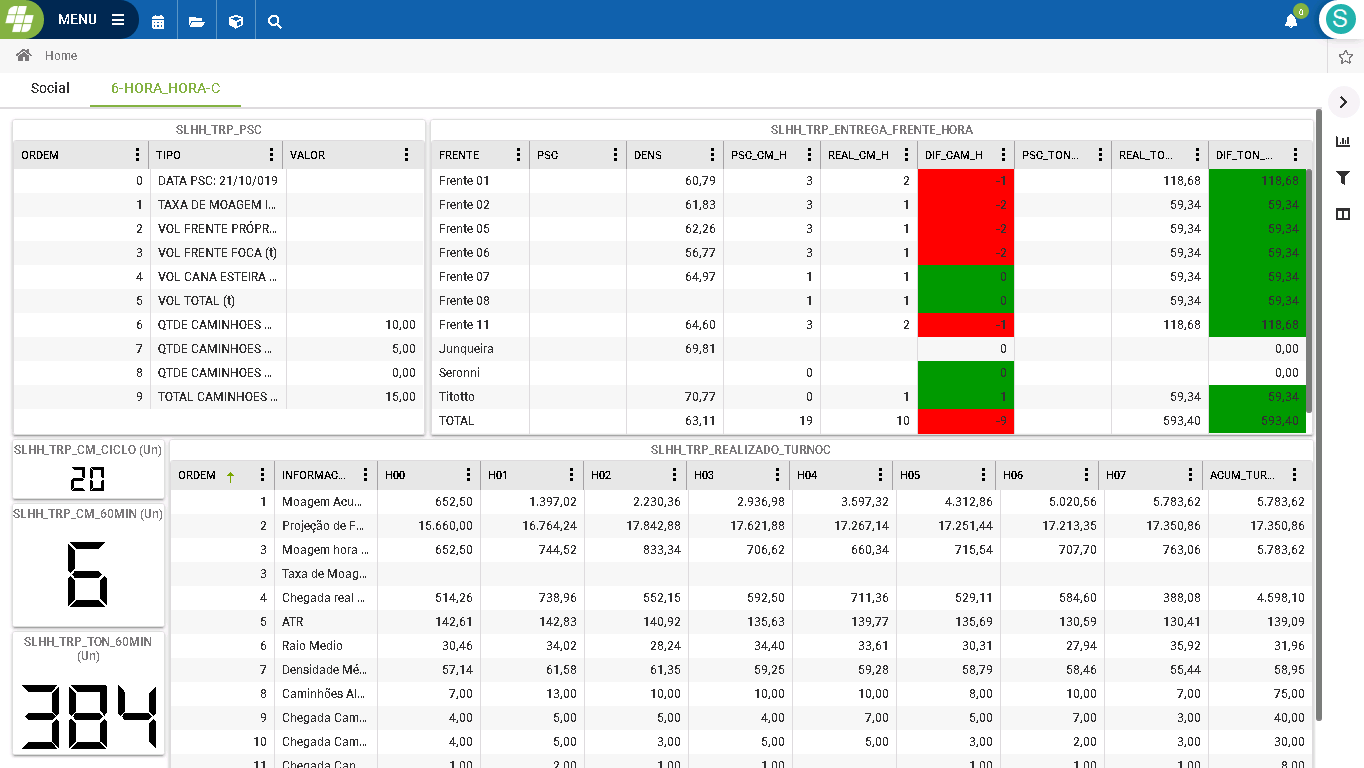 MENU
0
S
Home
Social 6-HORA_HORA-C
SLHH_TRP_PSC
ORDEM TIPO VALOR
0 DATA PSC: 21/10/019
1 TAXA DE MOAGEM I...
2 VOL FRENTE PRÓPR...
3 VOL FRENTE FOCA (t)
4 VOL CANA ESTEIRA ...
5 VOL TOTAL (t)
6 QTDE CAMINHOES ... 10,00
7 QTDE CAMINHOES ... 5,00
8 QTDE CAMINHOES ... 0,00
9 TOTAL CAMINHOES ... 15,00
SLHH_TRP_ENTREGA_FRENTE_HORA
FRENTE PSC DENS PSC_CM_H REAL_CM_H DIF_CAM_H PSC_TON... REAL_TO... DIF_TON_...
Frente 01 60,79 3 2 -1 118,68 118,68
Frente 02 61,83 3 1 -2 59,34 59,34
Frente 05 62,26 3 1 -2 59,34 59,34
Frente 06 56,77 3 1 -2 59,34 59,34
Frente 07 64,97 1 1 0 59,34 59,34
Frente 08 1 1 0 59,34 59,34
Frente 11 64,60 3 2 -1 118,68 118,68
Junqueira 69,81 0 0,00
Seronni 0 0 0,00
Titotto 70,77 0 1 1 59,34 59,34
TOTAL 63,11 19 10 -9 593,40 593,40
SLHH_TRP_CM_CICLO (Un)
20
SLHH_TRP_CM_60MIN (Un)
6
SLHH_TRP_TON_60MIN
(Un)
384
SLHH_TRP_REALIZADO_TURNOC
ORDEM INFORMAC... H00 H01 H02 H03 H04 H05 H06 H07 ACUM_TUR...
1 Moagem Acu... 652,50 1.397,02 2.230,36 2.936,98 3.597,32 4.312,86 5.020,56 5.783,62 5.783,62
2 Projeção de F... 15.660,00 16.764,24 17.842,88 17.621,88 17.267,14 17.251,44 17.213,35 17.350,86 17.350,86
3 Moagem hora ... 652,50 744,52 833,34 706,62 660,34 715,54 707,70 763,06 5.783,62
3 Taxa de Moag...
4 Chegada real ... 514,26 738,96 552,15 592,50 711,36 529,11 584,60 388,08 4.598,10
5 ATR 142,61 142,83 140,92 135,63 139,77 135,69 130,59 130,41 139,09
6 Raio Medio 30,46 34,02 28,24 34,40 33,61 30,31 27,94 35,92 31,96
7 Densidade Mé... 57,14 61,58 61,35 59,25 59,28 58,79 58,46 55,44 58,95
8 Caminhões Al... 7,00 13,00 10,00 10,00 10,00 8,00 10,00 7,00 75,00
9 Chegada Cam... 4,00 5,00 5,00 4,00 7,00 5,00 7,00 3,00 40,00
10 Chegada Cam... 4,00 5,00 3,00 5,00 5,00 3,00 2,00 3,00 30,00
11 Chegada Can... 1,00 2,00 1,00 1,00 1,00 1,00 1,00 8,00